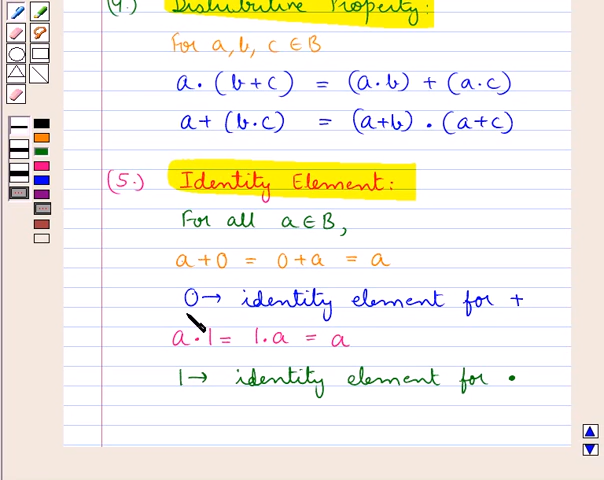 (4.) Distributive Property:
For a, b, c ∈ B
a · (b + c) = (a · b) + (a · c)
a + (b · c) = (a + b) · (a + c)
(5.) Identity Element:
For all a ∈ B,
a + 0 = 0 + a = a
0 → identity element for +
a · 1 = 1 · a = a
1 → identity element for ·